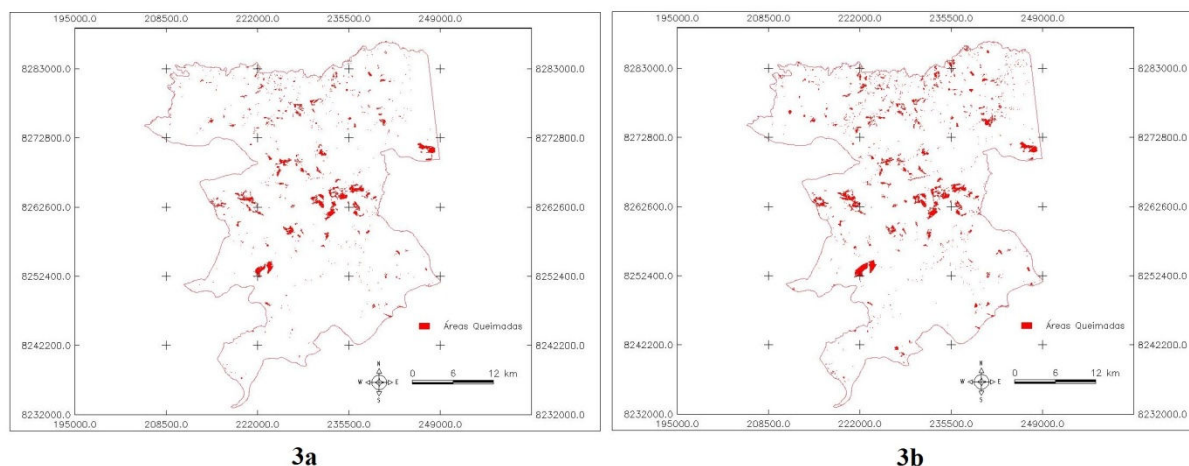 195000.0 208500.0 222000.0 235500.0 249000.0
8283000.0 8283000.0
8272800.0 8272800.0
8262600.0 8262600.0
8252400.0 8252400.0
Áreas Queimadas
8242200.0 8242200.0
N
W E
S
0 6 12 km
8232000.0 8232000.0
195000.0 208500.0 222000.0 235500.0 249000.0
3a
195000.0 208500.0 222000.0 235500.0 249000.0
8283000.0 8283000.0
8272800.0 8272800.0
8262600.0 8262600.0
8252400.0 8252400.0
Áreas Queimadas
8242200.0 8242200.0
N
W E
S
0 6 12 km
8232000.0 8232000.0
195000.0 208500.0 222000.0 235500.0 249000.0
3b